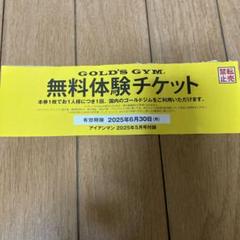 GOLD'S GYM.
無料体験チケット
転売
禁止
本券1枚でお1人様につき1回、国内のゴールドジムをご利用いただけます。
有効期限 2025年6月30日(月)
アイアンマン 2025年5月号付録